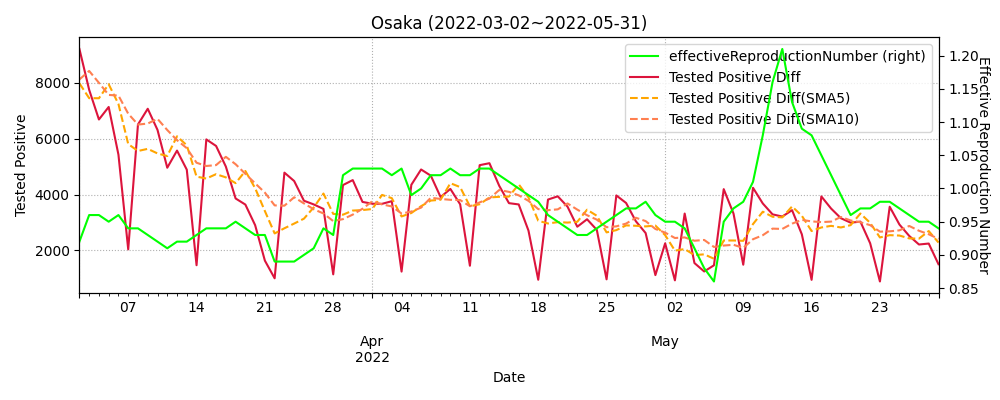 Osaka (2022-03-02~2022-05-31)
effectiveReproductionNumber (right)
Tested Positive Diff
Tested Positive Diff(SMA5)
Tested Positive Diff(SMA10)
Tested Positive
8000
6000
4000
2000
Effective Reproduction Number
1.20
1.15
1.10
1.05
1.00
0.95
0.90
0.85
07 14 21 28 04 11 18 25 02 09 16 23
Apr May
2022
Date